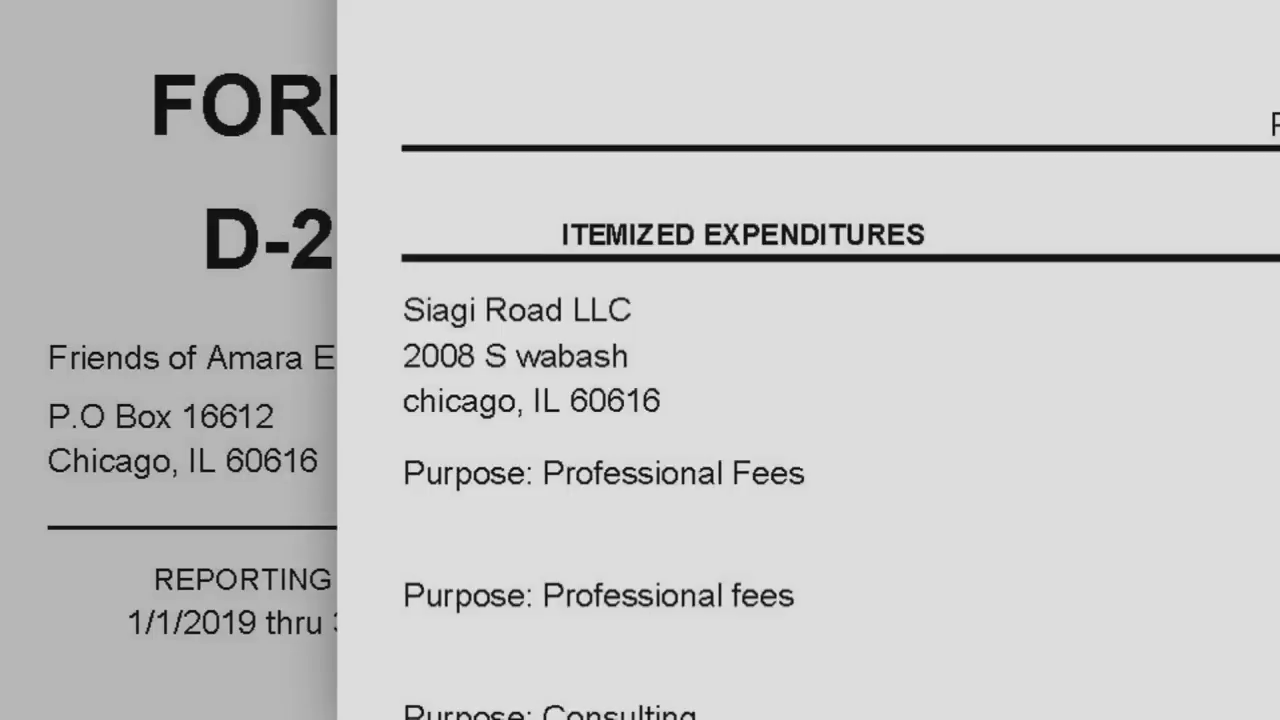 FORM
D-2
Friends of Amara E
P.O Box 16612
Chicago, IL 60616
REPORTING
1/1/2019 thru
ITEMIZED EXPENDITURES
Siagi Road LLC
2008 S wabash
chicago, IL 60616
Purpose: Professional Fees
Purpose: Professional fees
Purpose: Consulting